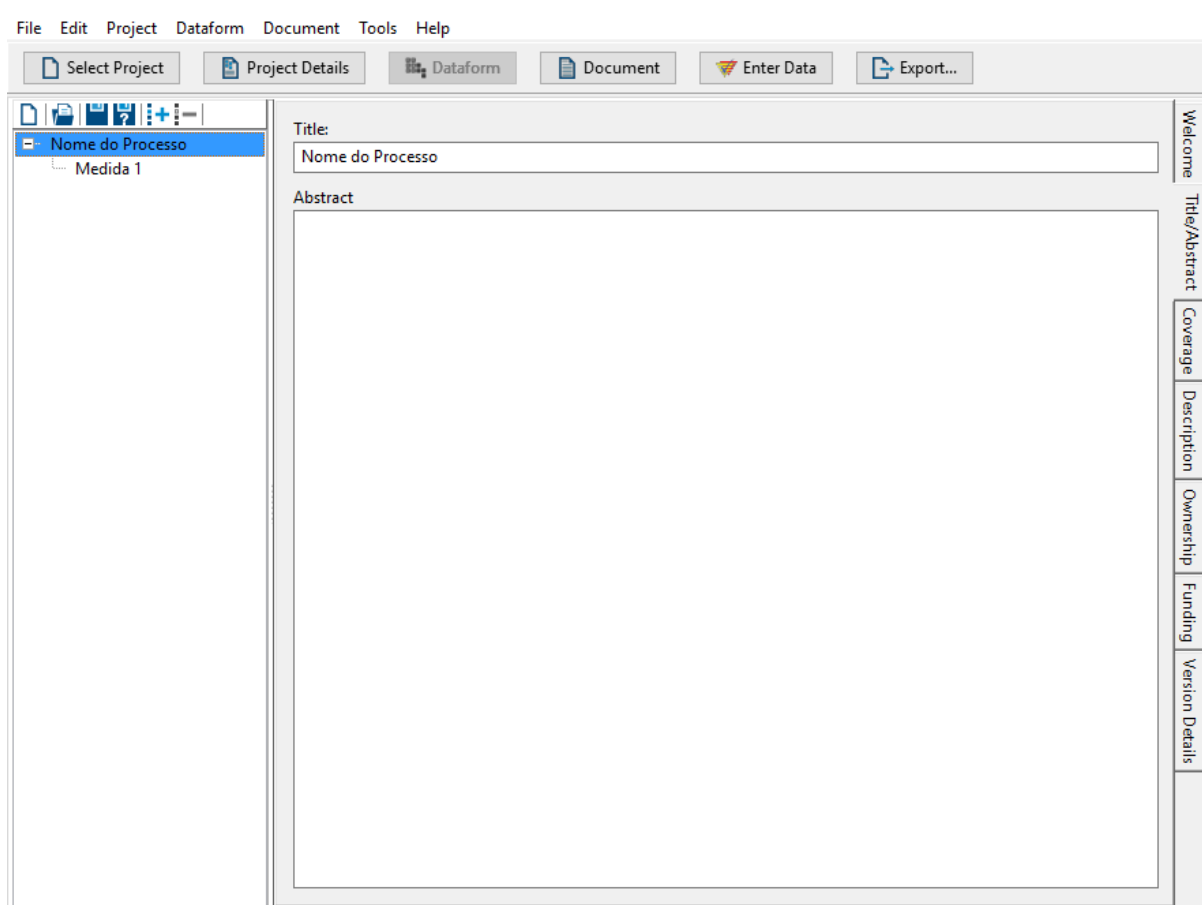 File Edit Project Dataform Document Tools Help
Select Project Project Details Dataform Document Enter Data Export...
Nome do Processo
Medida 1
Title:
Nome do Processo
Abstract
Welcome
Title/Abstract
Coverage
Description
Ownership
Funding
Version Details